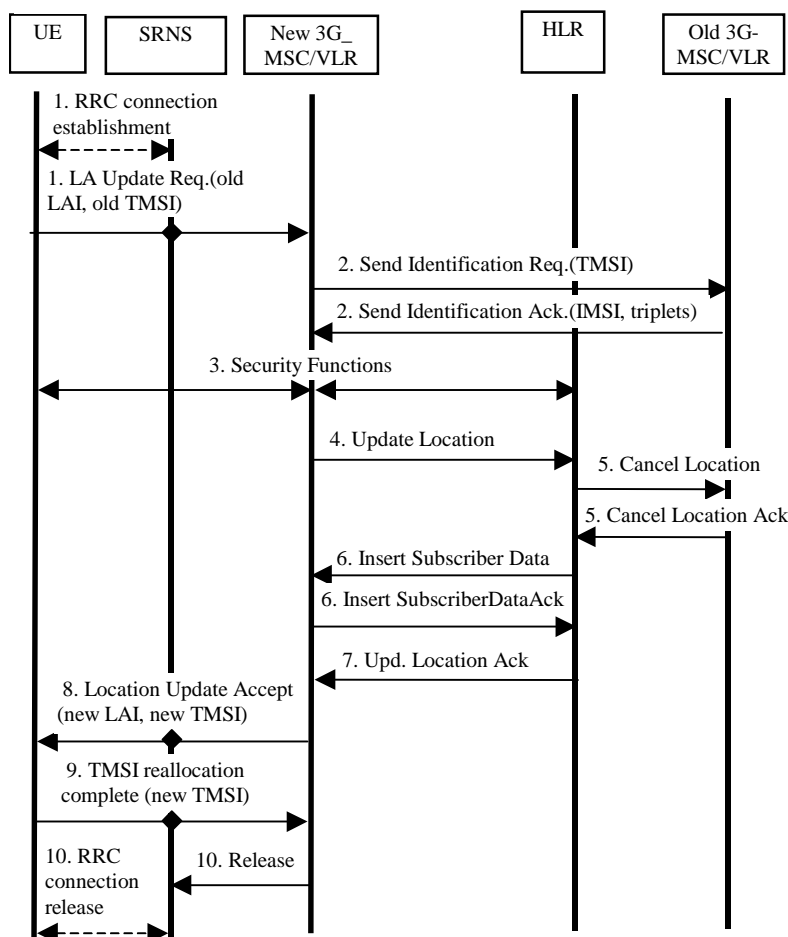 UE
SRNS
New 3G_
MSC/VLR
HLR
Old 3G-
MSC/VLR
1. RRC connection
establishment
1. LA Update Req.(old
LAI, old TMSI)
2. Send Identification Req.(TMSI)
2. Send Identification Ack.(IMSI, triplets)
3. Security Functions
4. Update Location
5. Cancel Location
5. Cancel Location Ack
6. Insert Subscriber Data
6. Insert SubscriberDataAck
7. Upd. Location Ack
8. Location Update Accept
(new LAI, new TMSI)
9. TMSI reallocation
complete (new TMSI)
10. RRC
connection
release
10. Release